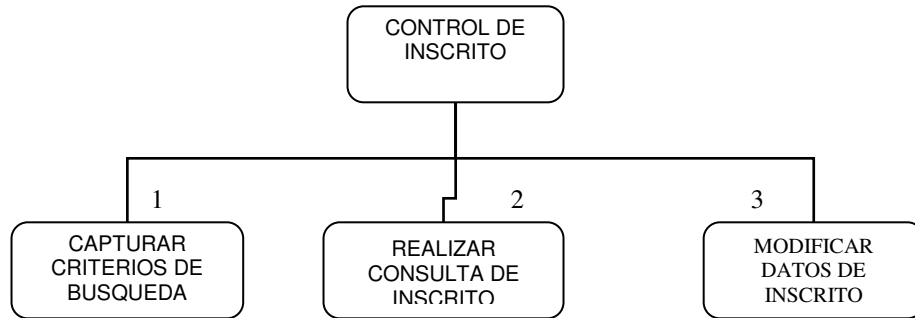 CONTROL DE
INSCRITO
1
2
3
CAPTURAR
CRITERIOS DE
BUSQUEDA
REALIZAR
CONSULTA DE
INSCRITO
MODIFICAR
DATOS DE
INSCRITO